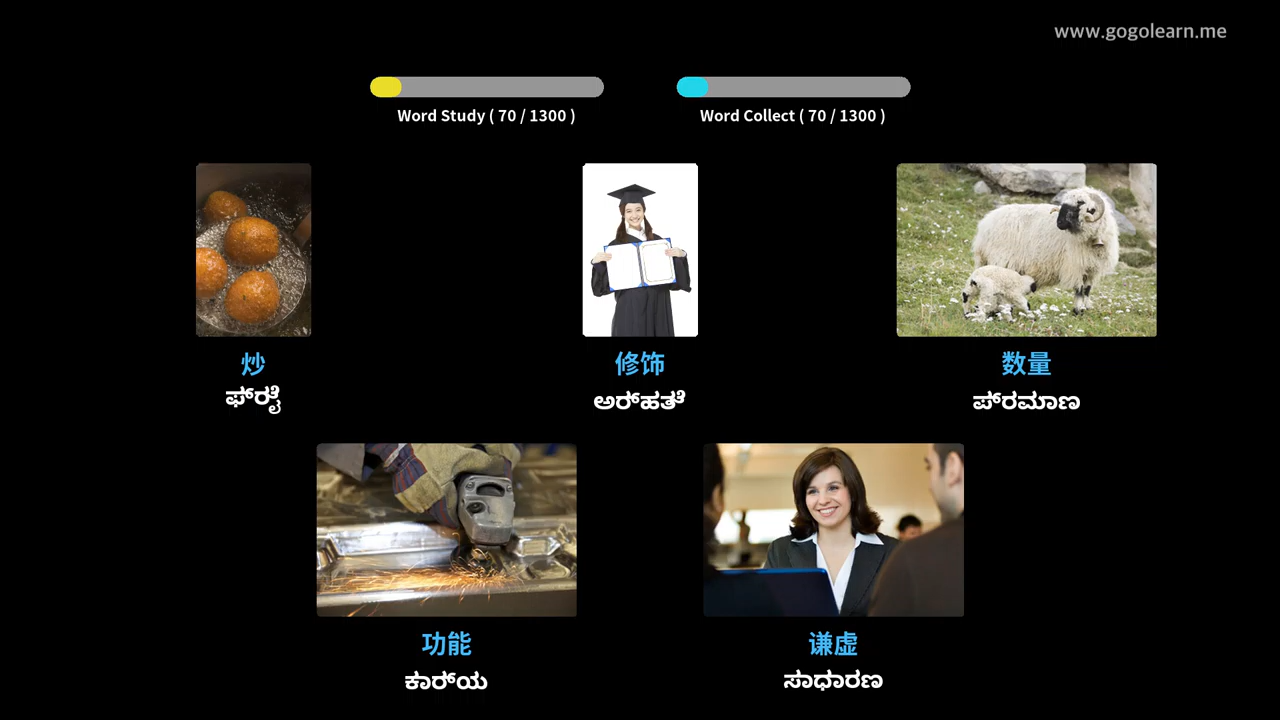 www.gogolearn.me
Word Study ( 70 / 1300 )
Word Collect ( 70 / 1300 )
炒
ಫ್ರೈ
修饰
ಅರ್ಹತೆ
数量
ಪ್ರಮಾಣ
功能
ಕಾರ್ಯ
谦虚
ಸಾಧಾರಣ